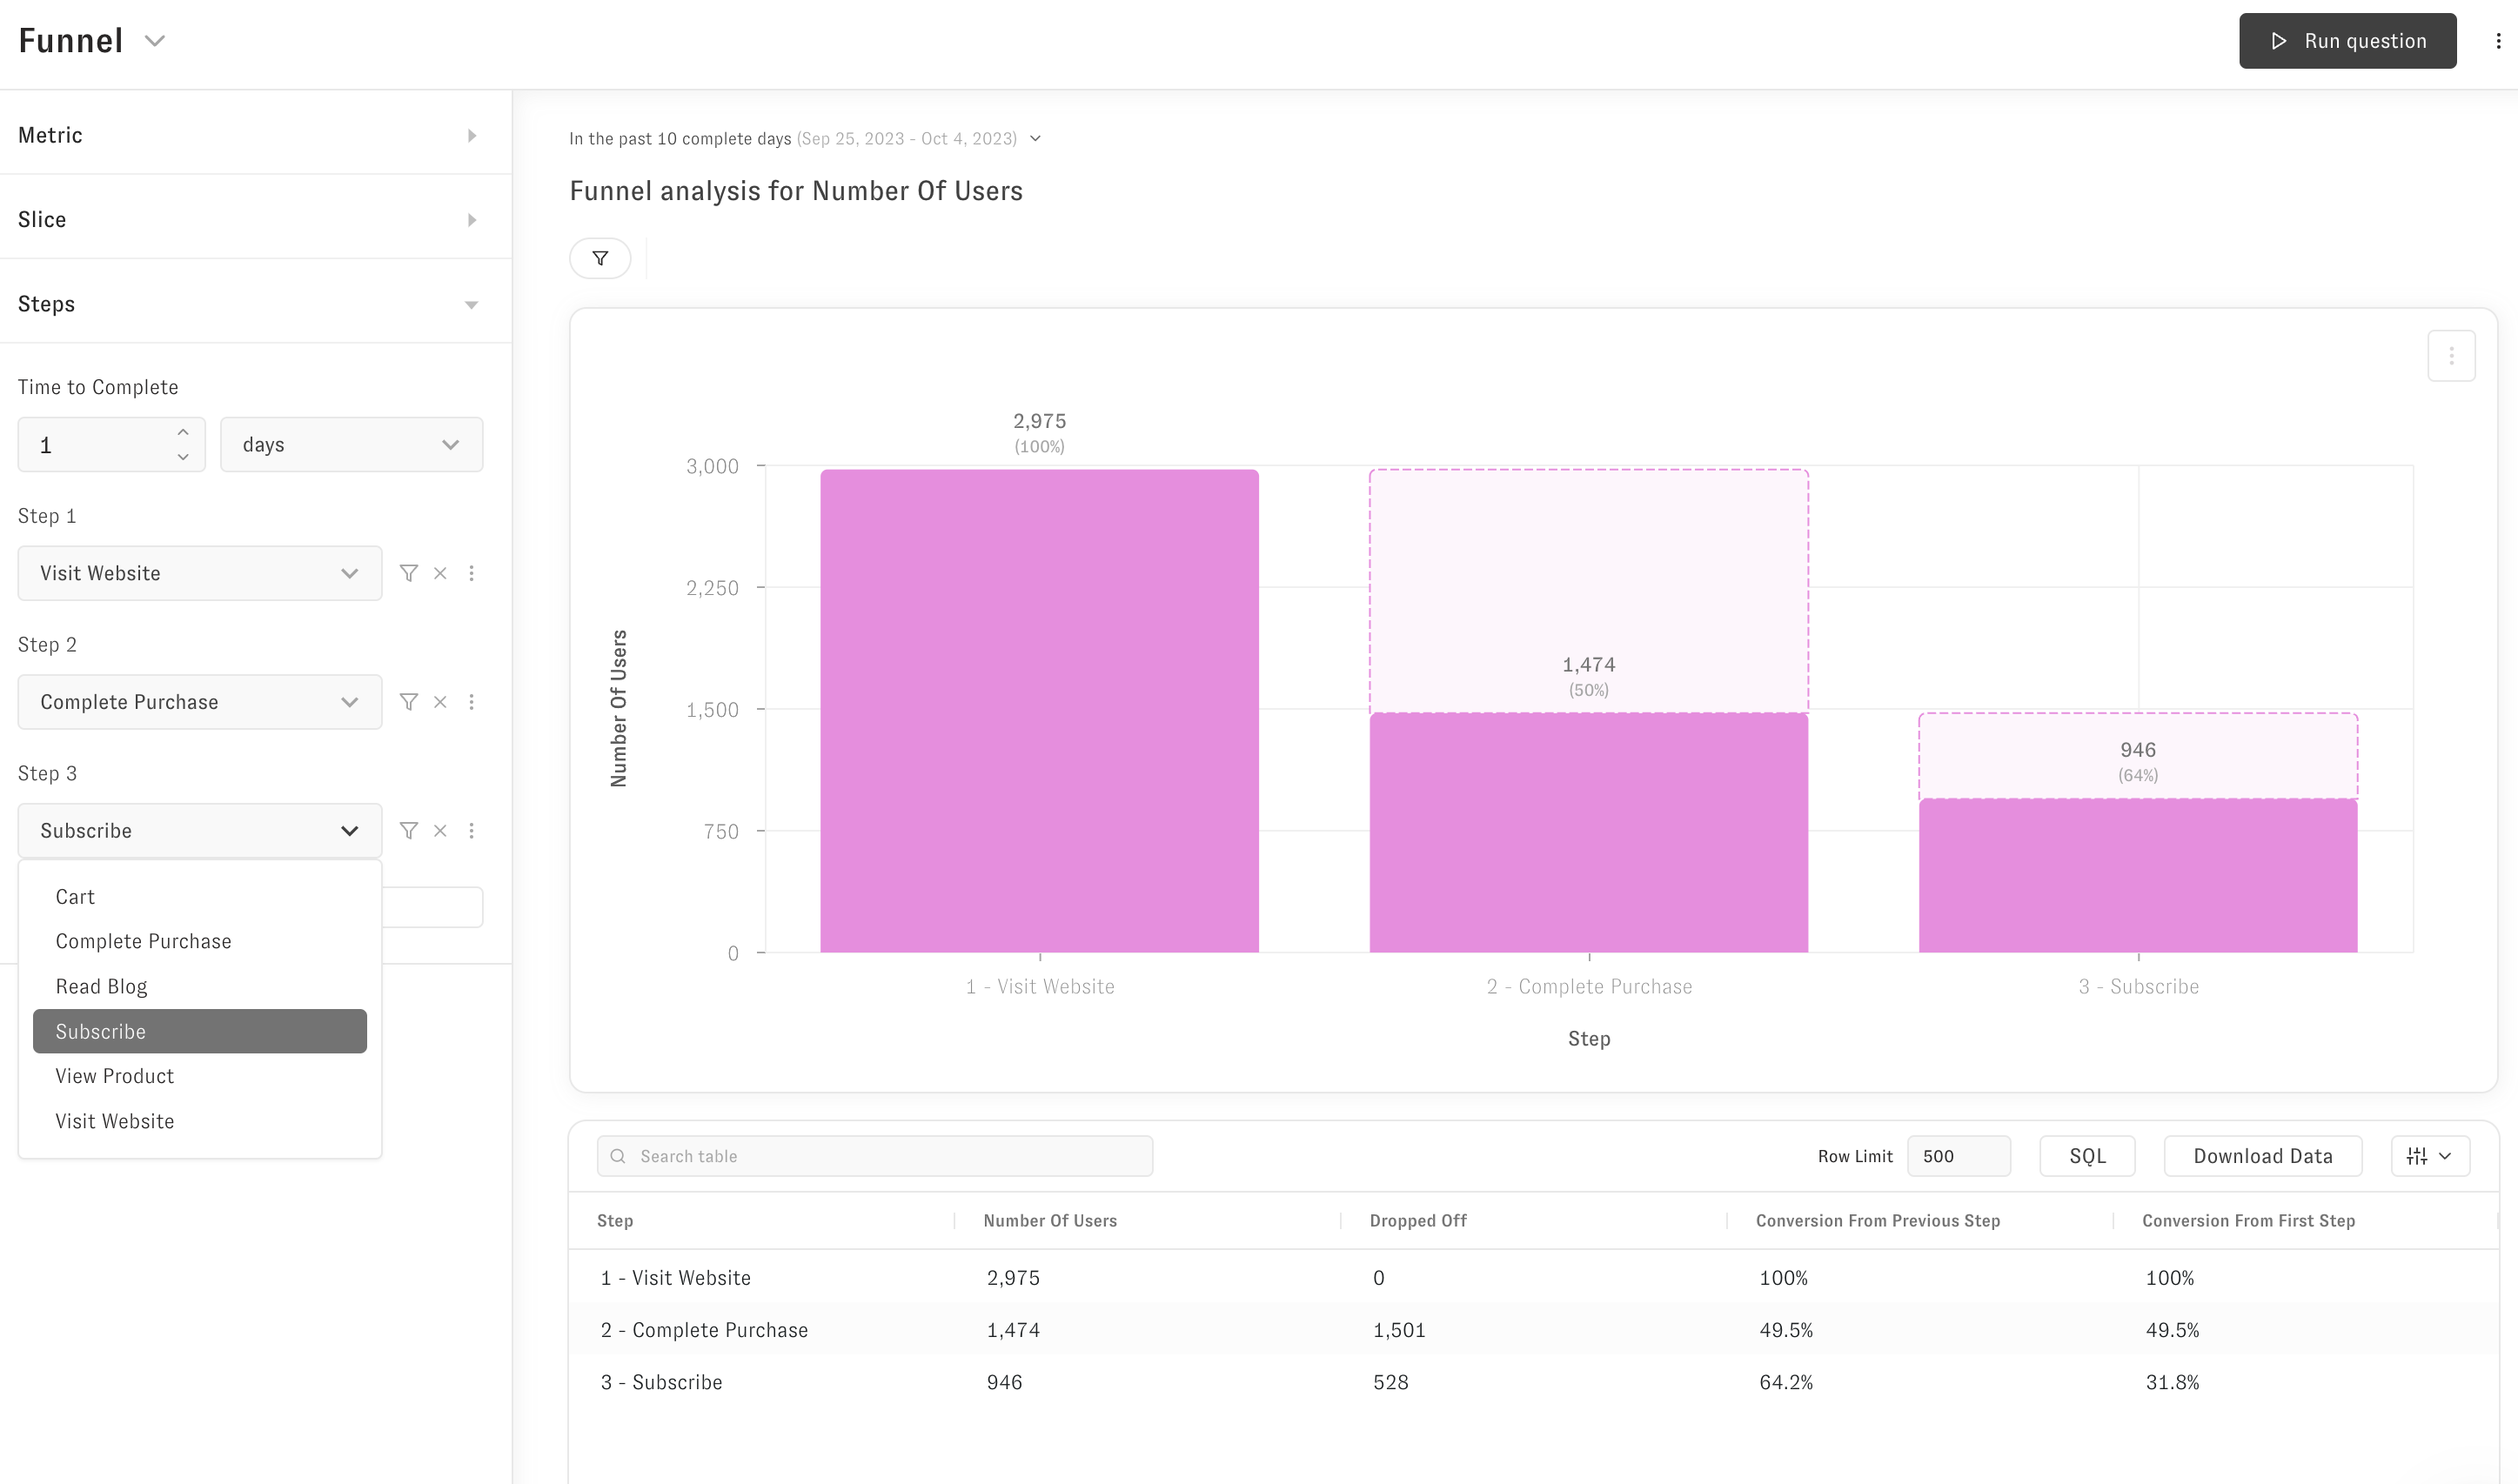 Funnel
Run question
Metric
Slice
Steps
Time to Complete
1
days
Step 1
Visit Website
Step 2
Complete Purchase
Step 3
Subscribe
Cart
Complete Purchase
Read Blog
Subscribe
View Product
Visit Website
In the past 10 complete days (Sep 25, 2023 - Oct 4, 2023)
Funnel analysis for Number Of Users
Number Of Users
3,000
2,250
1,500
750
0
2,975
(100%)
1,474
(50%)
946
(64%)
1 - Visit Website
2 - Complete Purchase
3 - Subscribe
Step
Search table
Row Limit
500
SQL
Download Data
Step Number Of Users Dropped Off Conversion From Previous Step Conversion From First Step
1 - Visit Website 2,975 0 100% 100%
2 - Complete Purchase 1,474 1,501 49.5% 49.5%
3 - Subscribe 946 528 64.2% 31.8%